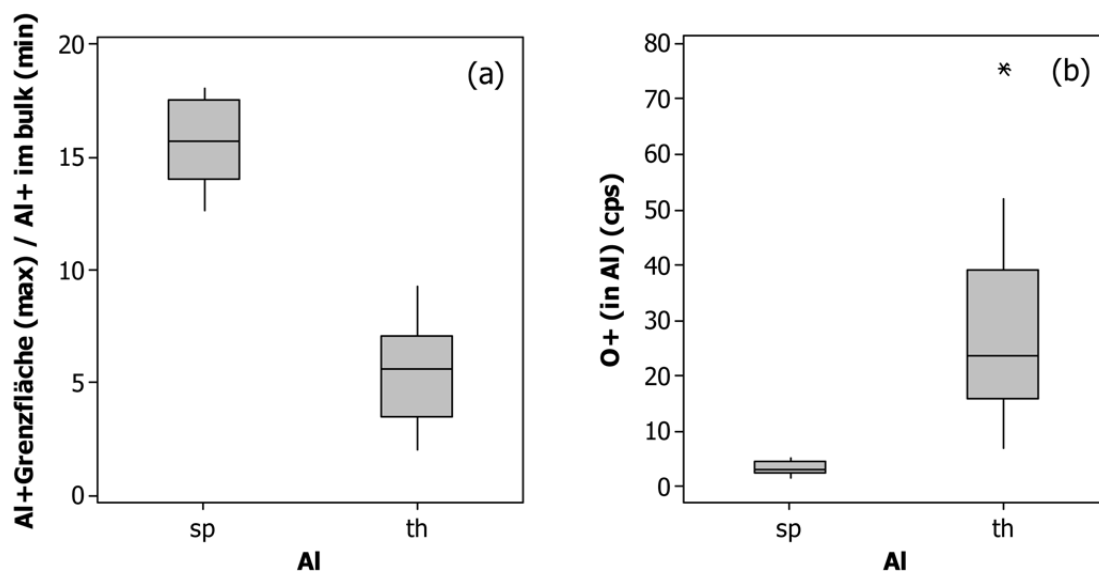 Al+Grenzfläche (max) / Al+ im bulk (min)
20
15
10
5
0
(a)
sp
th
Al
O+ (in Al) (cps)
80
70
60
50
40
30
20
10
0
(b)
sp
th
Al